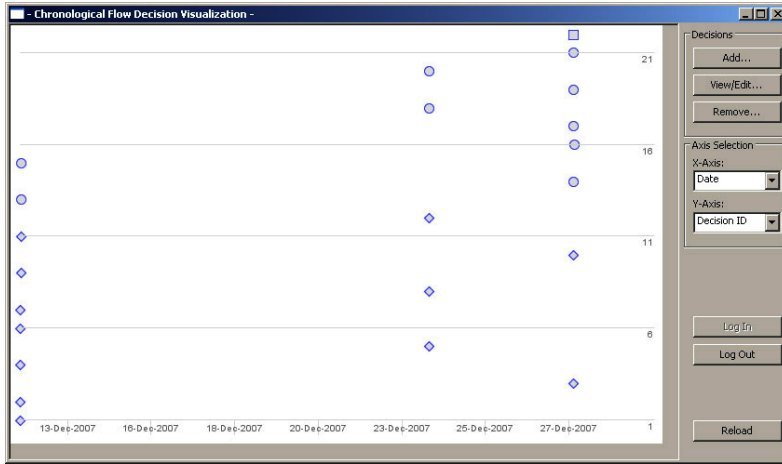 - Chronological Flow Decision Visualization -
21
16
11
6
1
13-Dec-2007 16-Dec-2007 18-Dec-2007 20-Dec-2007 23-Dec-2007 25-Dec-2007 27-Dec-2007
Decisions
Add...
View/Edit...
Remove...
Axis Selection
X-Axis:
Date
Y-Axis:
Decision ID
Log In
Log Out
Reload